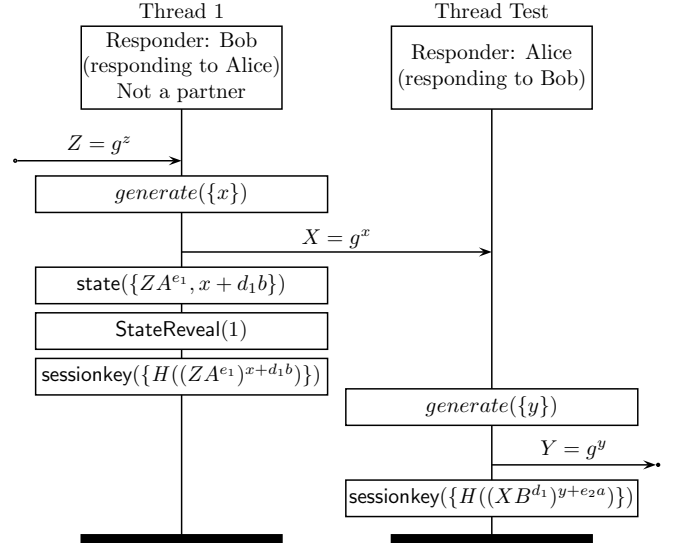 Thread 1
Thread Test
Responder: Bob
(responding to Alice)
Not a partner
Responder: Alice
(responding to Bob)
Z = g^z
generate({x})
X = g^x
state({ZA^{e_1}, x + d_1b})
StateReveal(1)
sessionkey({H((ZA^{e_1})^{x+d_1b})})
generate({y})
Y = g^y
sessionkey({H((XB^{d_1})^{y+e_2a})})